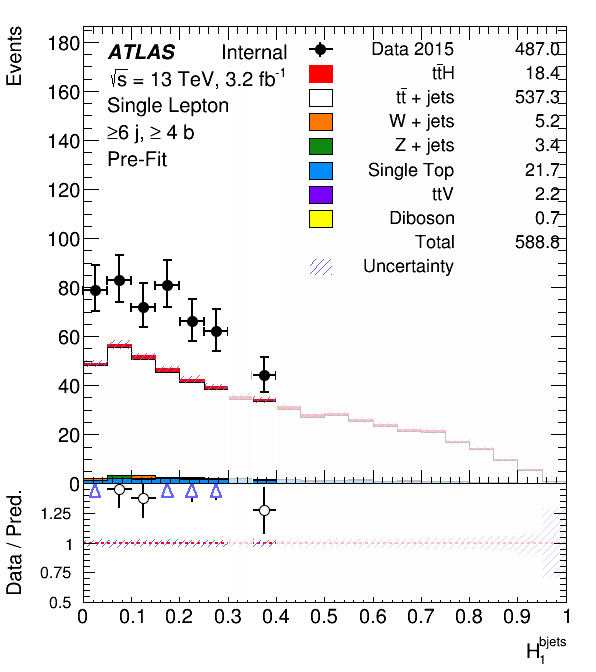 Events
180
160
140
120
100
80
60
40
20
0
ATLAS Internal
√s = 13 TeV, 3.2 fb⁻¹
Single Lepton
≥6 j, ≥ 4 b
Pre-Fit
Data 2015 487.0
tt̄H 18.4
tt̄ + jets 537.3
W + jets 5.2
Z + jets 3.4
Single Top 21.7
ttV 2.2
Diboson 0.7
Total 588.8
Uncertainty
Data / Pred.
1.25
1
0.75
0.5
0 0.1 0.2 0.3 0.4 0.5 0.6 0.7 0.8 0.9 1
H₁ᵇʲᵉᵗˢ